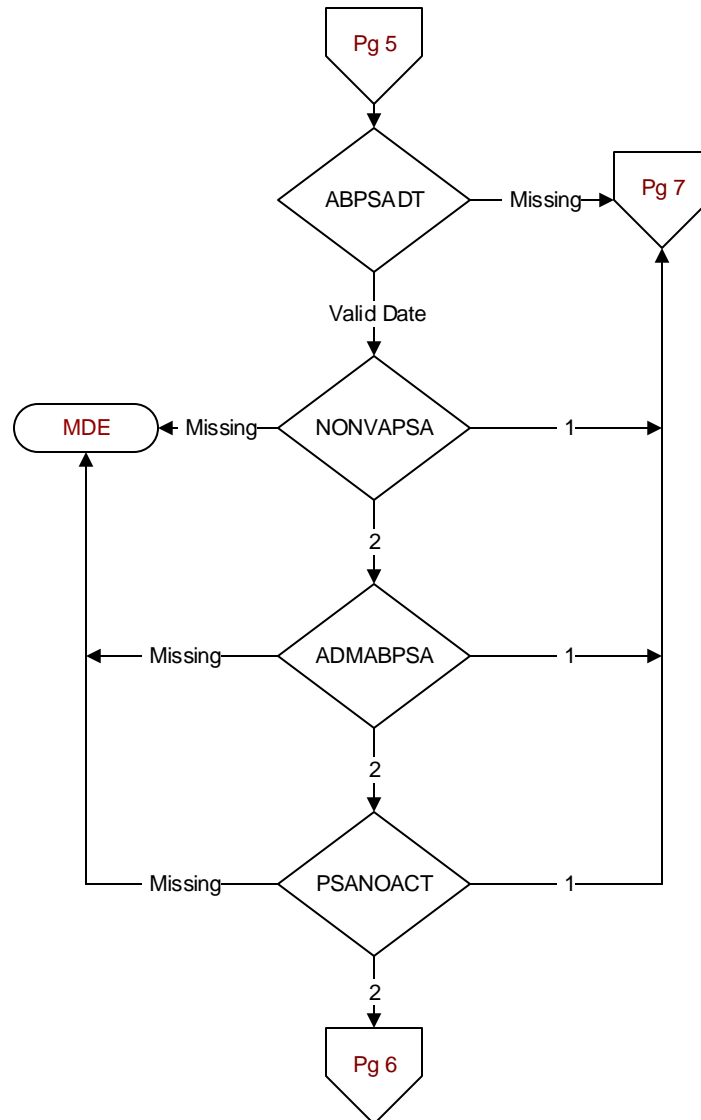 Pg 5
ABPSADT
Missing
Pg 7
Valid Date
MDE
Missing
NONVAPSA
1
2
Missing
ADMABPSA
1
2
Missing
PSANOACT
1
2
Pg 6